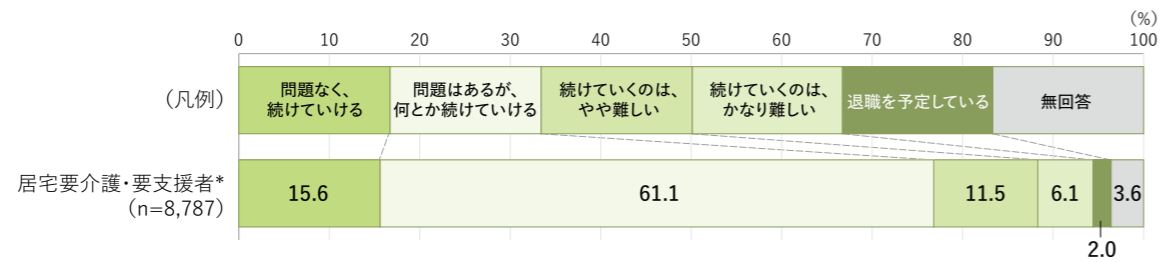 (%)
0 10 20 30 40 50 60 70 80 90 100
(凡例)
問題なく、
続けていける
問題はあるが、
何とか続けていける
続けていくのは、
やや難しい
続けていくのは、
かなり難しい
退職を予定している
無回答
居宅要介護・要支援者*
(n=8,787)
15.6 61.1 11.5 6.1 3.6
2.0